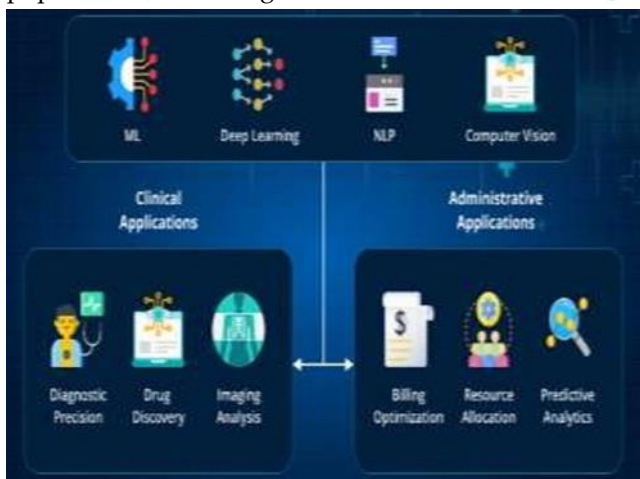 ML
Deep Learning
NLP
Computer Vision
Clinical
Applications
Administrative
Applications
Diagnostic
Precision
Drug
Discovery
Imaging
Analysis
$
Billing
Optimization
Resource
Allocation
Predictive
Analytics